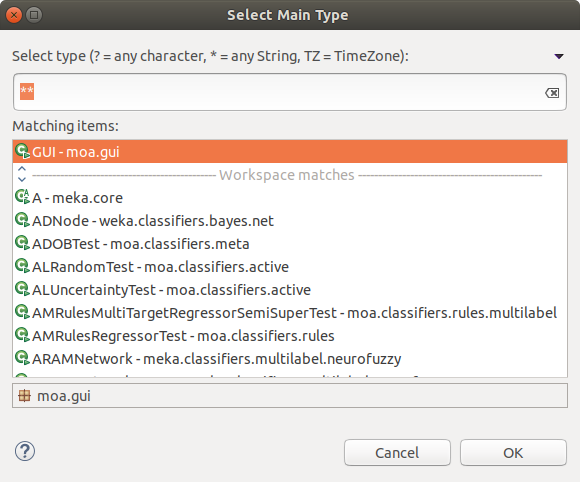 Select Main Type
Select type (? = any character, * = any String, TZ = TimeZone):
**
Matching items:
GUI - moa.gui
Workspace matches
A - meka.core
ADNode - weka.classifiers.bayes.net
ADOBTest - moa.classifiers.meta
ALRandomTest - moa.classifiers.active
ALUncertaintyTest - moa.classifiers.active
AMRulesMultiTargetRegressorSemiSuperTest - moa.classifiers.rules.multilabel
AMRulesRegressorTest - moa.classifiers.rules
ARAMNetwork - meka.classifiers.multilabel.neurofuzzy
moa.gui
? Cancel OK